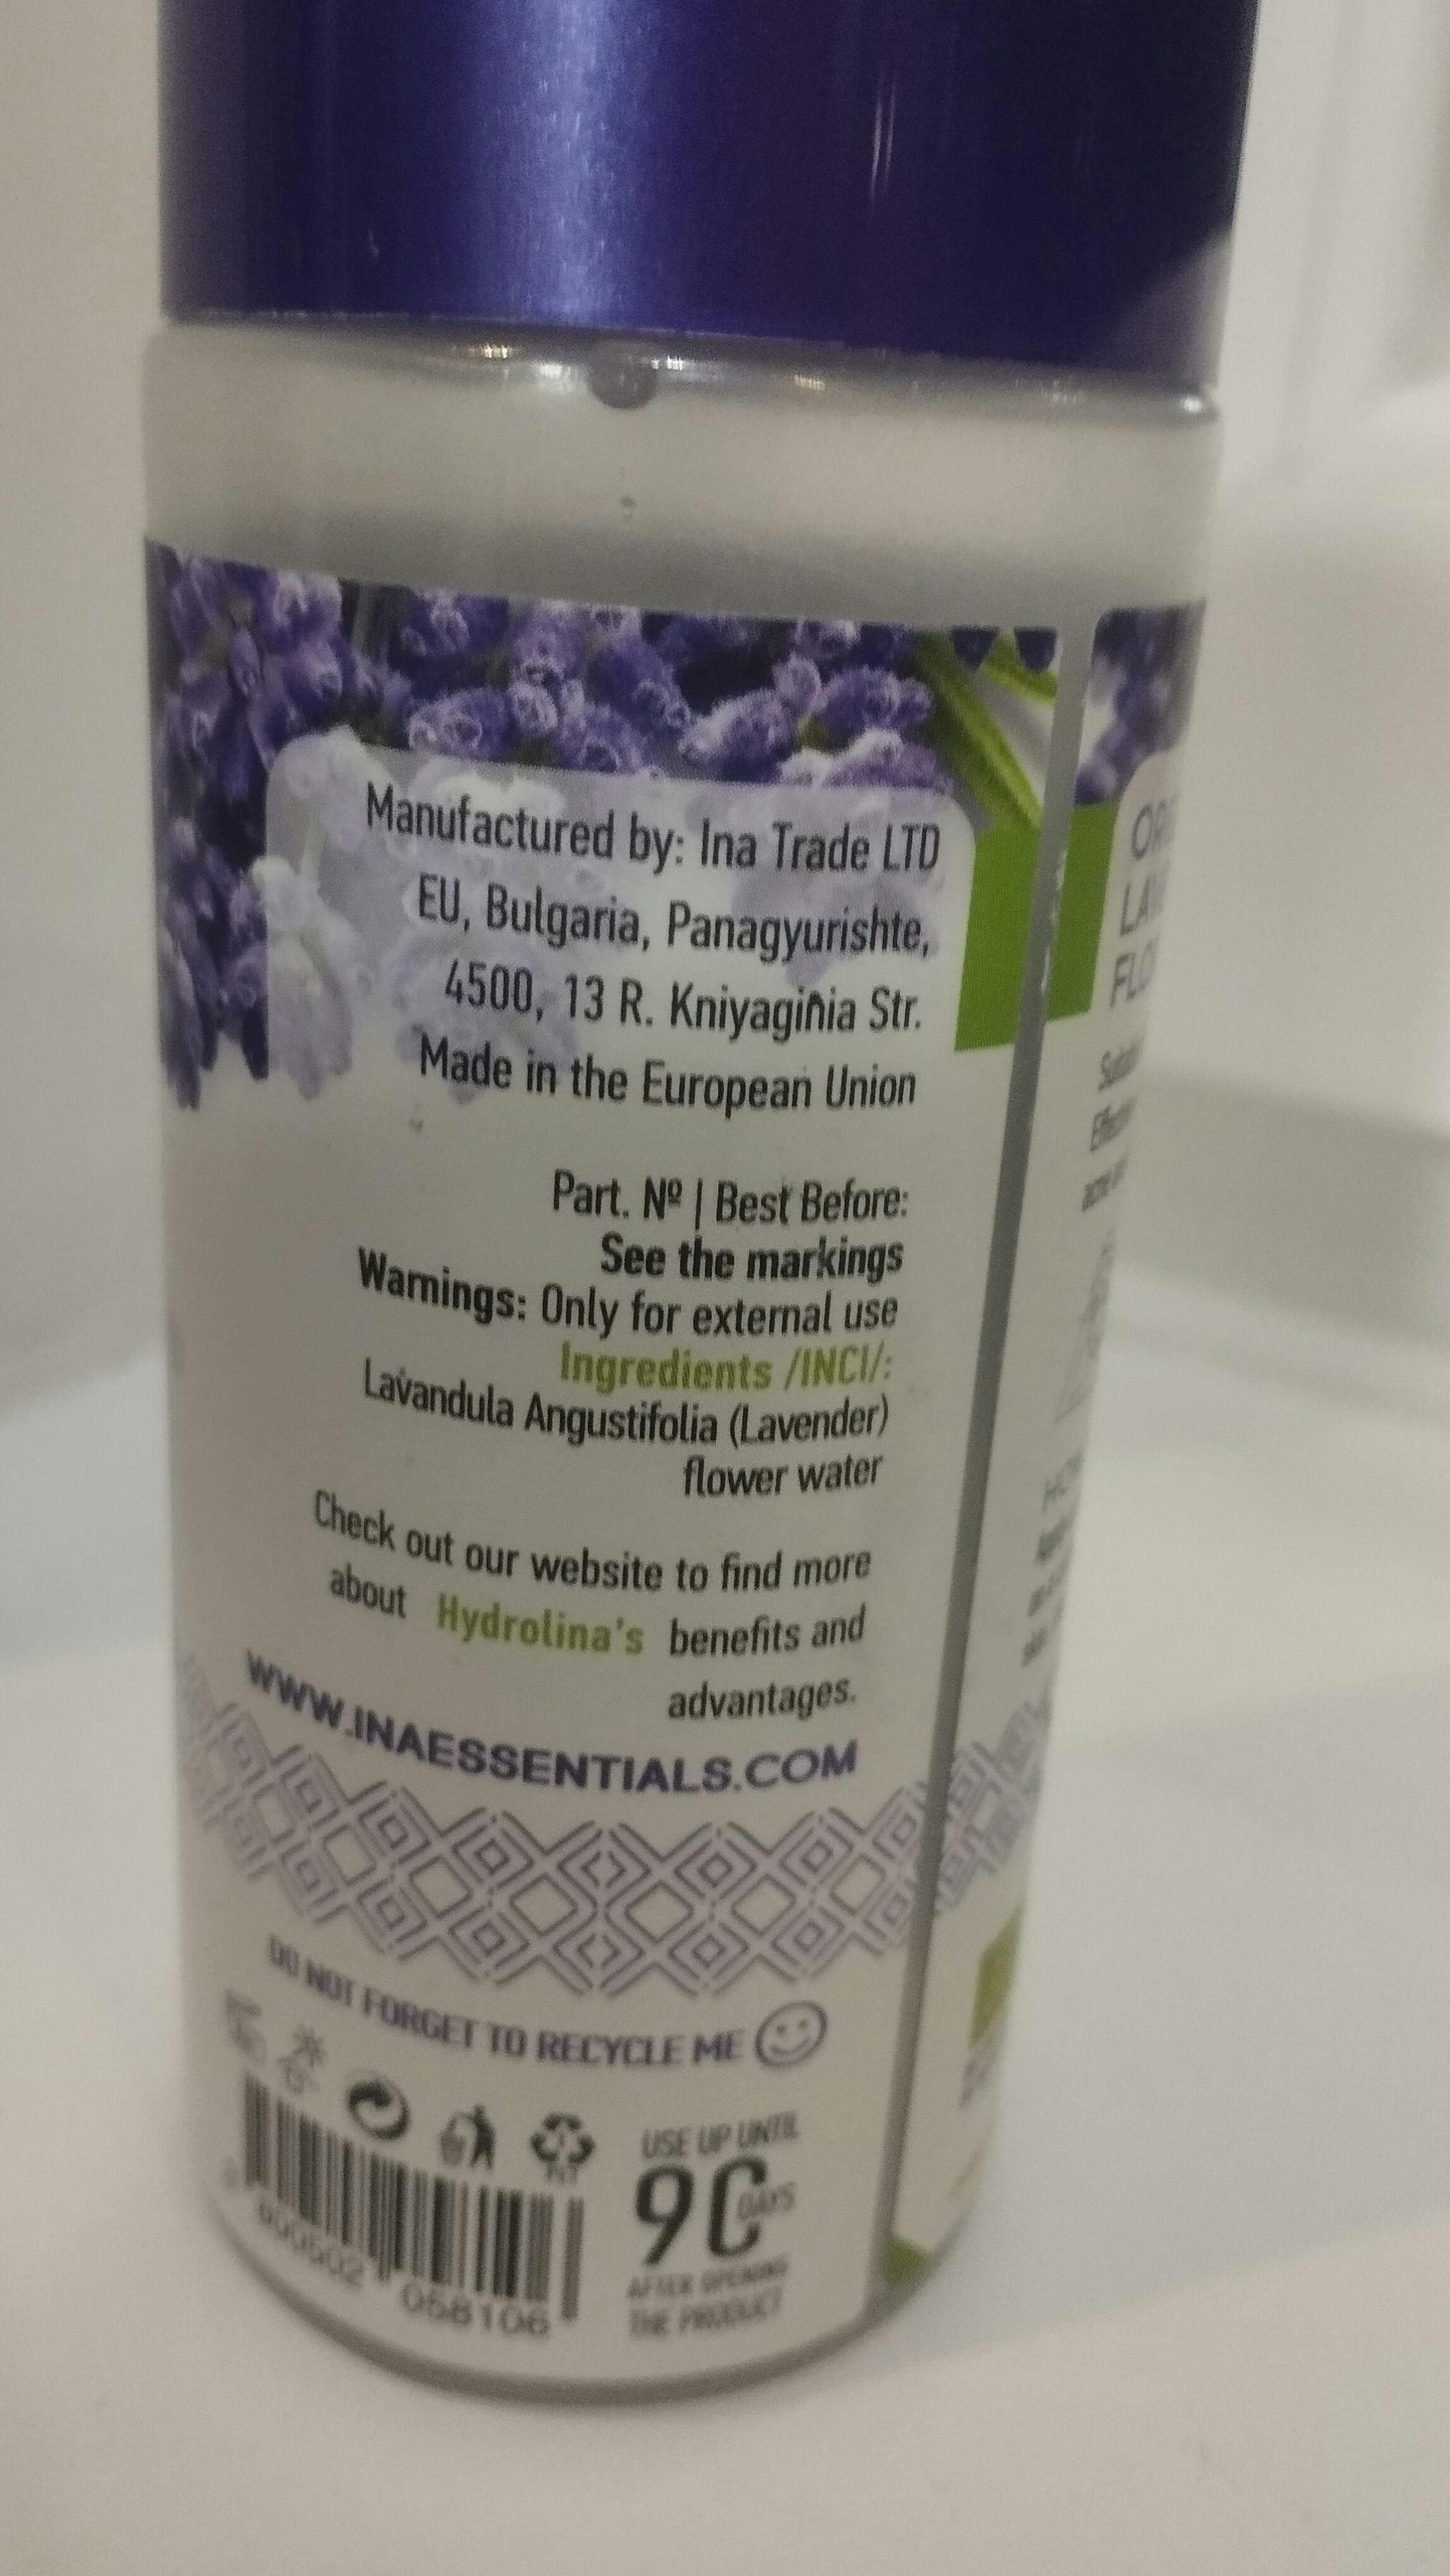 Manufactured by: Ina Trade LTD
EU, Bulgaria, Panagyurishte,
4500, 13 R. Kniyaginia Str.
Made in the European Union
Part. Nº | Best Before:
See the markings
Warnings: Only for external use
Ingredients /INCI/:
Lavandula Angustifolia (Lavender)
flower water
Check out our website to find more
about Hydrolina's benefits and
advantages.
WWW.INAESSENTIALS.COM
DO NOT FORGET TO RECYCLE ME
USE UP UNTIL
90 DAYS
AFTER OPENING
THE PRODUCT
058106